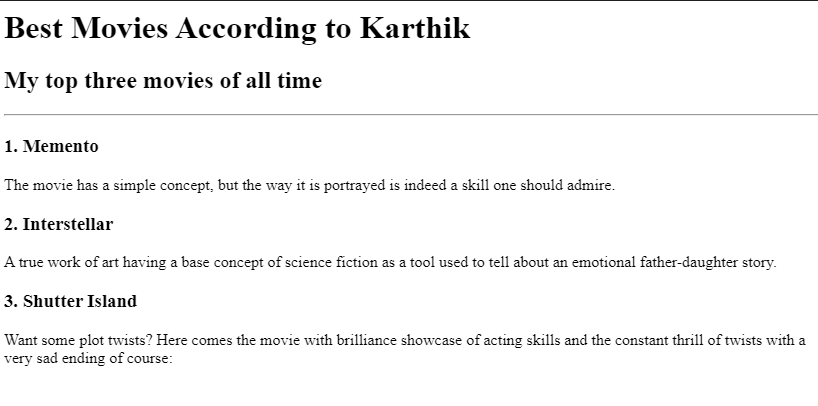 Best Movies According to Karthik
My top three movies of all time
1. Memento
The movie has a simple concept, but the way it is portrayed is indeed a skill one should admire.
2. Interstellar
A true work of art having a base concept of science fiction as a tool used to tell about an emotional father-daughter story.
3. Shutter Island
Want some plot twists? Here comes the movie with brilliance showcase of acting skills and the constant thrill of twists with a
very sad ending of course: